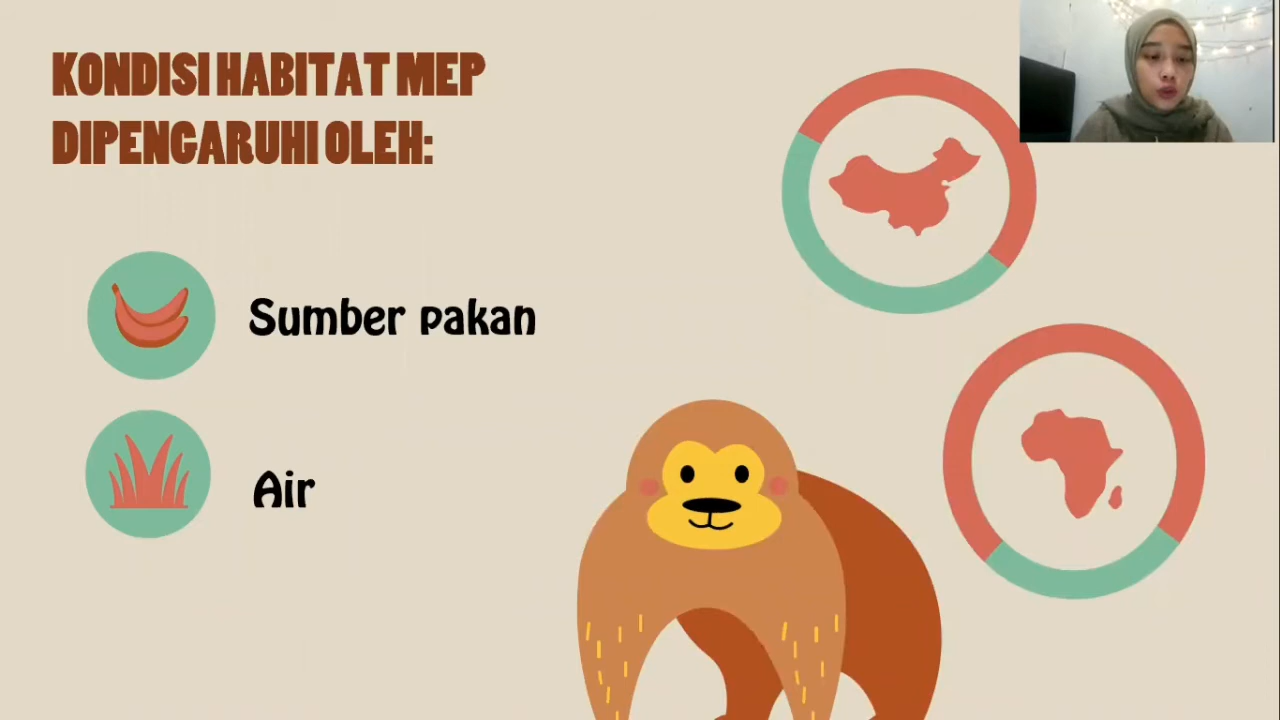 KONDISI HABITAT MEP
DIPENGARUHI OLEH:
Sumber pakan
Air